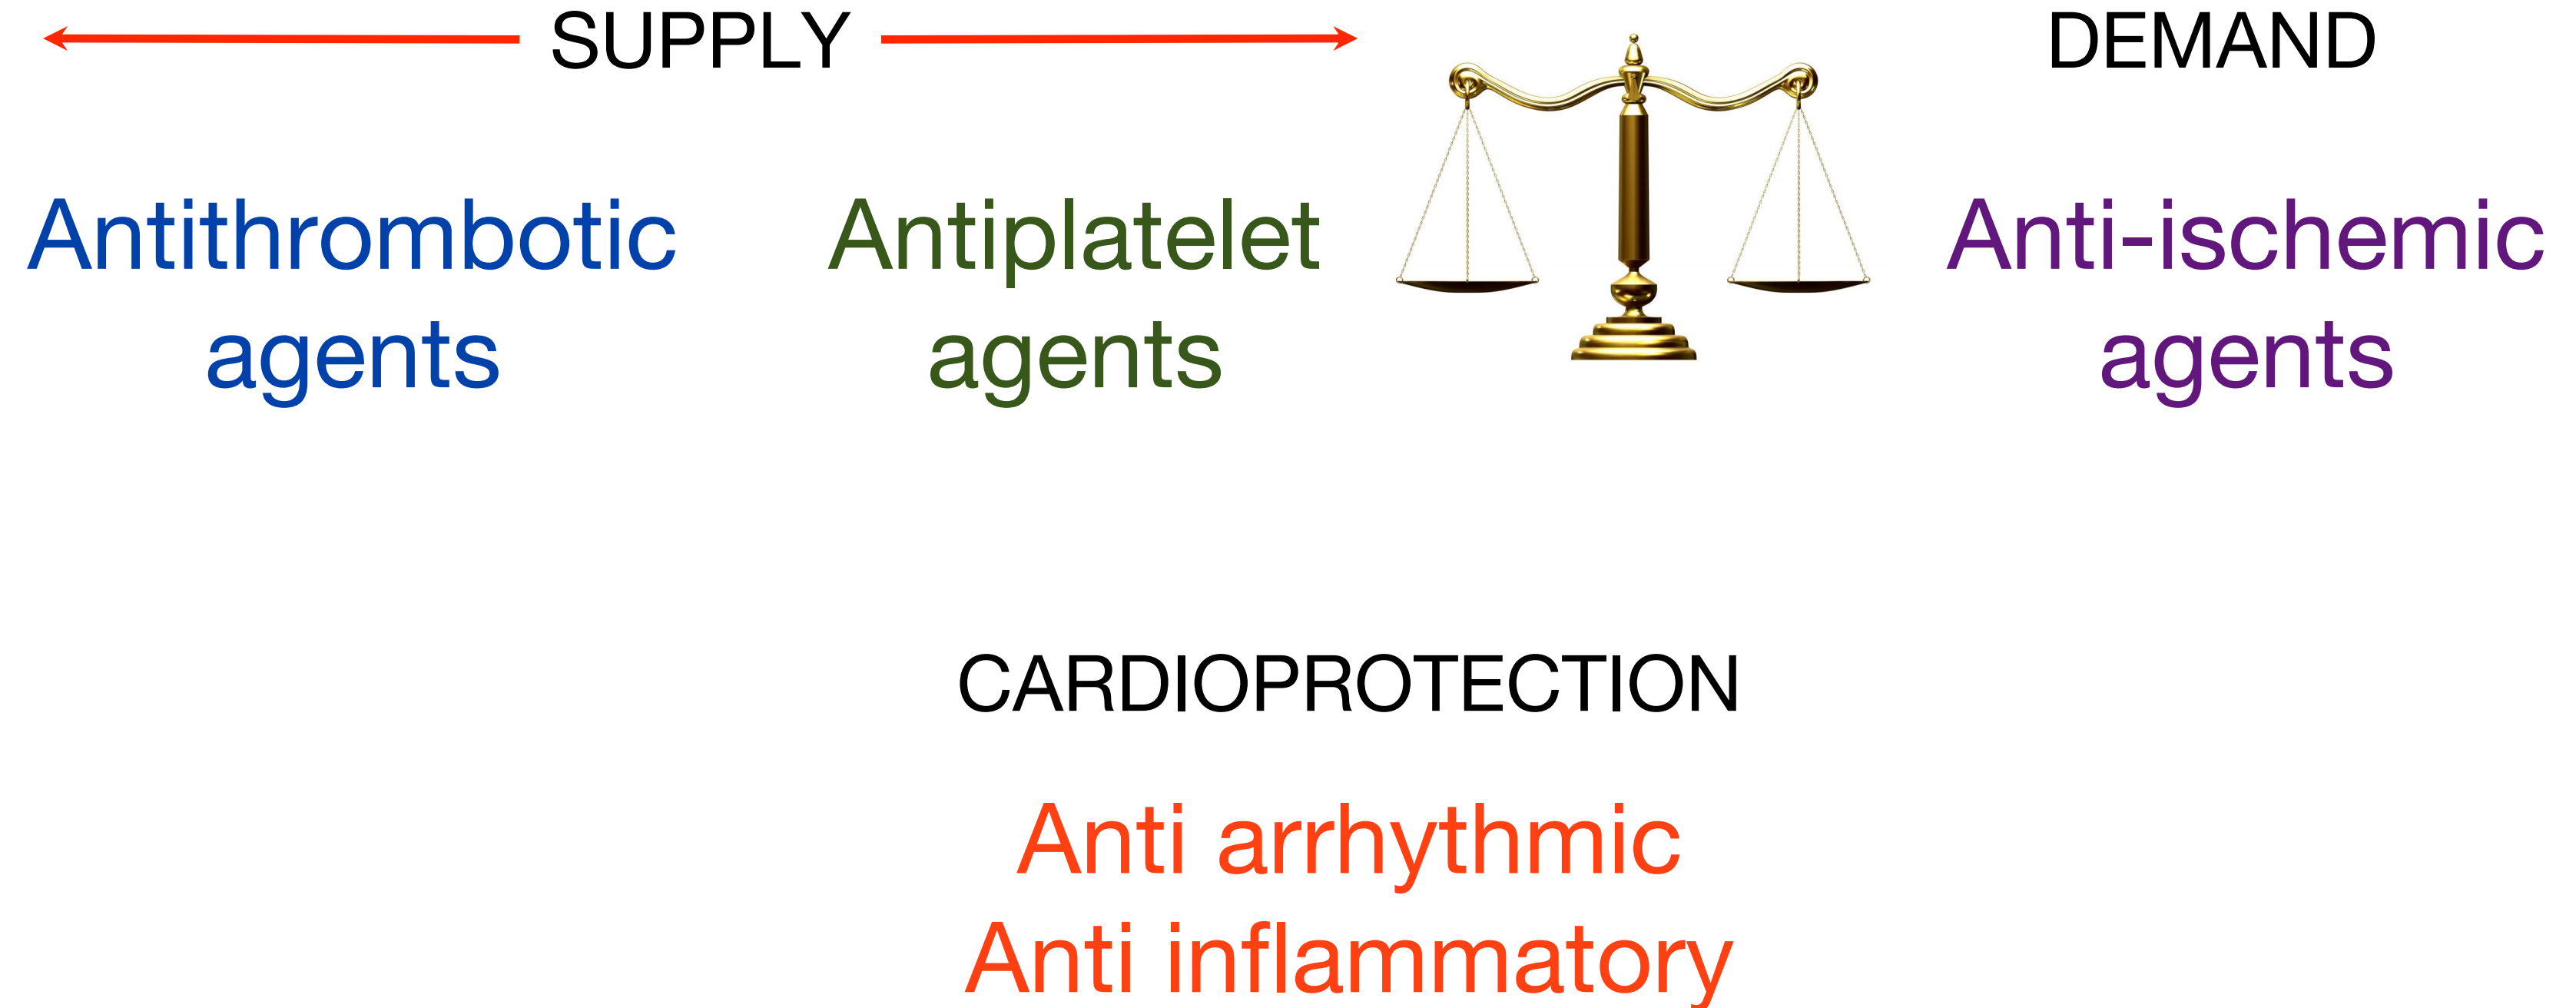 SUPPLY
DEMAND
Antithrombotic
agents
Antiplatelet
agents
Anti-ischemic
agents
CARDIOPROTECTION
Anti arrhythmic
Anti inflammatory